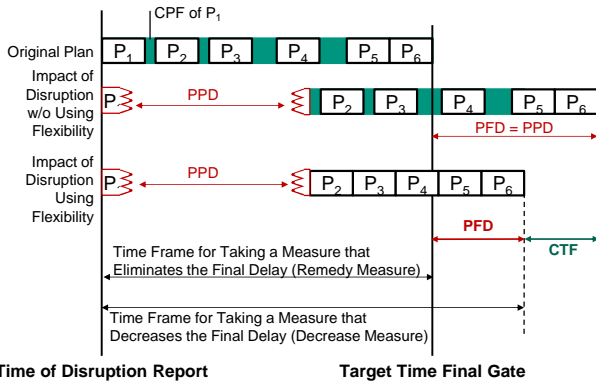 CPF of P1
Original Plan P1 P2 P3 P4 P5 P6
Impact of
Disruption
w/o Using
Flexibility
P PPD P2 P3 P4 P5 P6
PFD = PPD
Impact of
Disruption
Using
Flexibility
P PPD P2 P3 P4 P5 P6
PFD CTF
Time Frame for Taking a Measure that
Eliminates the Final Delay (Remedy Measure)
Time Frame for Taking a Measure that
Decreases the Final Delay (Decrease Measure)
Time of Disruption Report Target Time Final Gate